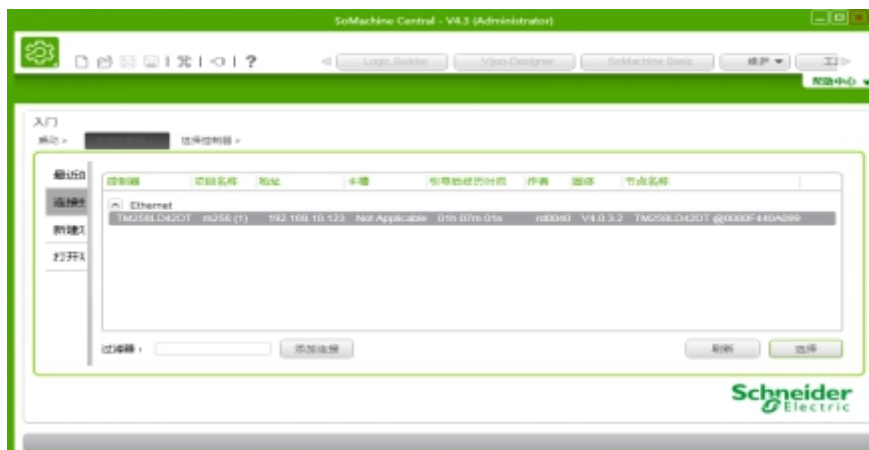 SoMachine Central - V4.3 (Administrator)
? Logic Builder Vijeo-Designer SoMachine Basic 维护
帮助中心
入门
启动 > 选择控制器 >
最近
控制器 项目名称 地址 卡槽 引导后经历时间 作者 固件 节点名称
连接
Ethernet
TM258LD42DT m258 (1) 192.168.10.123 Not Applicable 01h 07m 01s rd0040 V4.0.3.2
新建
打开
过滤器: 添加连接 刷新 选择
Schneider
Electric